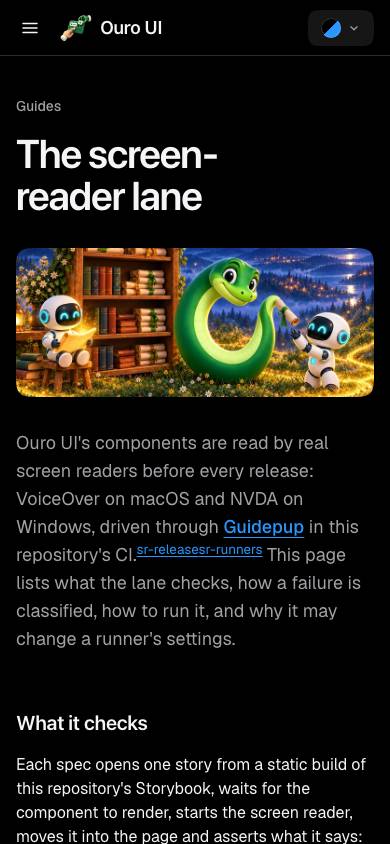 Ouro UI
Guides
The screen-
reader lane
Ouro UI's components are read by real
screen readers before every release:
VoiceOver on macOS and NVDA on
Windows, driven through Guidepup in this
repository's CI.sr-releasesr-runners This page
lists what the lane checks, how a failure is
classified, how to run it, and why it may
change a runner's settings.
What it checks
Each spec opens one story from a static build of
this repository's Storybook, waits for the
component to render, starts the screen reader,
moves it into the page and asserts what it says: